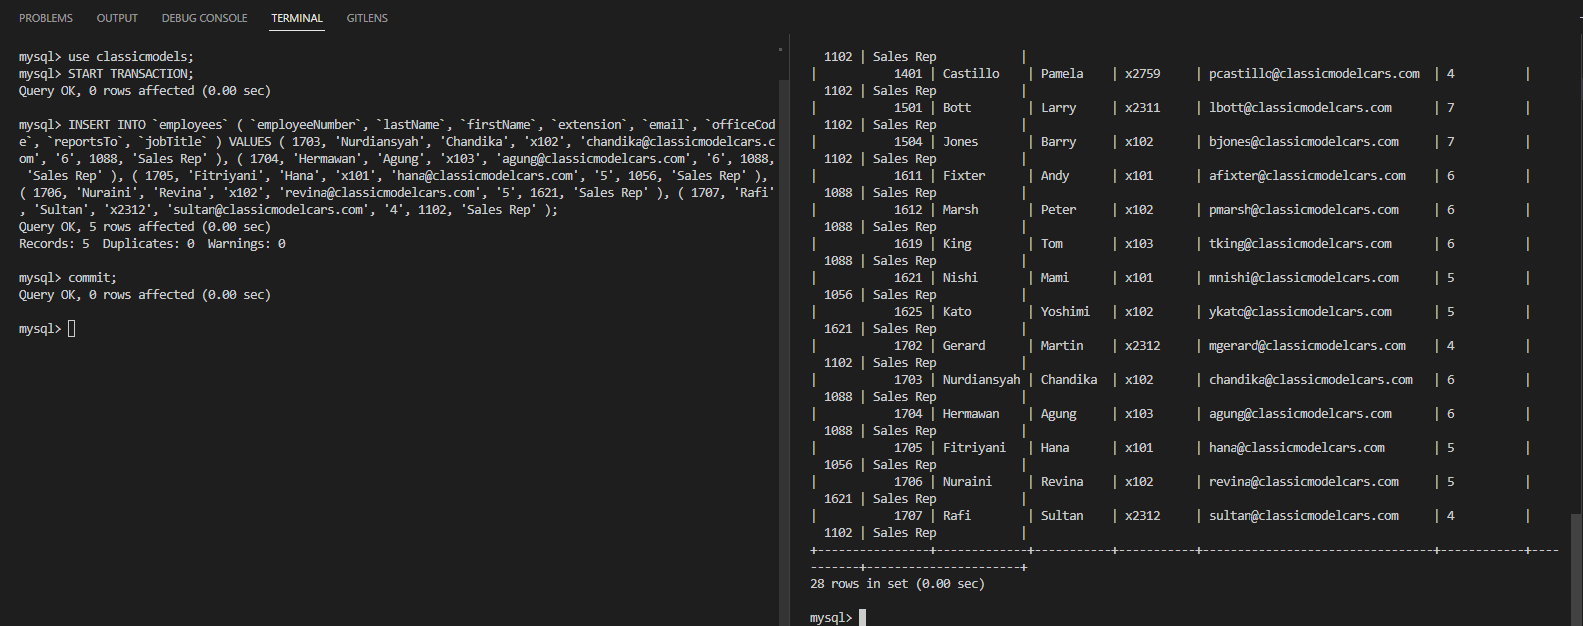 PROBLEMS OUTPUT DEBUG CONSOLE TERMINAL GITLENS
mysql> use classicmodels;
mysql> START TRANSACTION;
Query OK, 0 rows affected (0.00 sec)
mysql> INSERT INTO `employees` ( `employeeNumber`, `lastName`, `firstName`, `extension`, `email`, `officeCod
e`, `reportsTo`, `jobTitle` ) VALUES ( 1703, 'Nurdiansyah', 'Chandika', 'x102', 'chandika@classicmodelcars.c
om', '6', 1088, 'Sales Rep' ), ( 1704, 'Hermawan', 'Agung', 'x103', 'agung@classicmodelcars.com', '6', 1088,
 'Sales Rep' ), ( 1705, 'Fitriyani', 'Hana', 'x101', 'hana@classicmodelcars.com', '5', 1056, 'Sales Rep' ),
( 1706, 'Nuraini', 'Revina', 'x102', 'revina@classicmodelcars.com', '5', 1621, 'Sales Rep' ), ( 1707, 'Rafi'
, 'Sultan', 'x2312', 'sultan@classicmodelcars.com', '4', 1102, 'Sales Rep' );
Query OK, 5 rows affected (0.00 sec)
Records: 5  Duplicates: 0  Warnings: 0
mysql> commit;
Query OK, 0 rows affected (0.00 sec)
mysql>
1102 | Sales Rep |
| 1401 | Castillo | Pamela | x2759 | pcastillo@classicmodelcars.com | 4 |
1102 | Sales Rep |
| 1501 | Bott | Larry | x2311 | lbott@classicmodelcars.com | 7 |
1102 | Sales Rep |
| 1504 | Jones | Barry | x102 | bjones@classicmodelcars.com | 7 |
1102 | Sales Rep |
| 1611 | Fixter | Andy | x101 | afixter@classicmodelcars.com | 6 |
1088 | Sales Rep |
| 1612 | Marsh | Peter | x102 | pmarsh@classicmodelcars.com | 6 |
1088 | Sales Rep |
| 1619 | King | Tom | x103 | tking@classicmodelcars.com | 6 |
1088 | Sales Rep |
| 1621 | Nishi | Mami | x101 | mnishi@classicmodelcars.com | 5 |
1056 | Sales Rep |
| 1625 | Kato | Yoshimi | x102 | ykato@classicmodelcars.com | 5 |
1621 | Sales Rep |
| 1702 | Gerard | Martin | x2312 | mgerard@classicmodelcars.com | 4 |
1102 | Sales Rep |
| 1703 | Nurdiansyah | Chandika | x102 | chandika@classicmodelcars.com | 6 |
1088 | Sales Rep |
| 1704 | Hermawan | Agung | x103 | agung@classicmodelcars.com | 6 |
1088 | Sales Rep |
| 1705 | Fitriyani | Hana | x101 | hana@classicmodelcars.com | 5 |
1056 | Sales Rep |
| 1706 | Nuraini | Revina | x102 | revina@classicmodelcars.com | 5 |
1621 | Sales Rep |
| 1707 | Rafi | Sultan | x2312 | sultan@classicmodelcars.com | 4 |
1102 | Sales Rep |
+----------------+-------------+-----------+-----------+---------------------------------+------------+----
-------+----------------------+
28 rows in set (0.00 sec)
mysql>